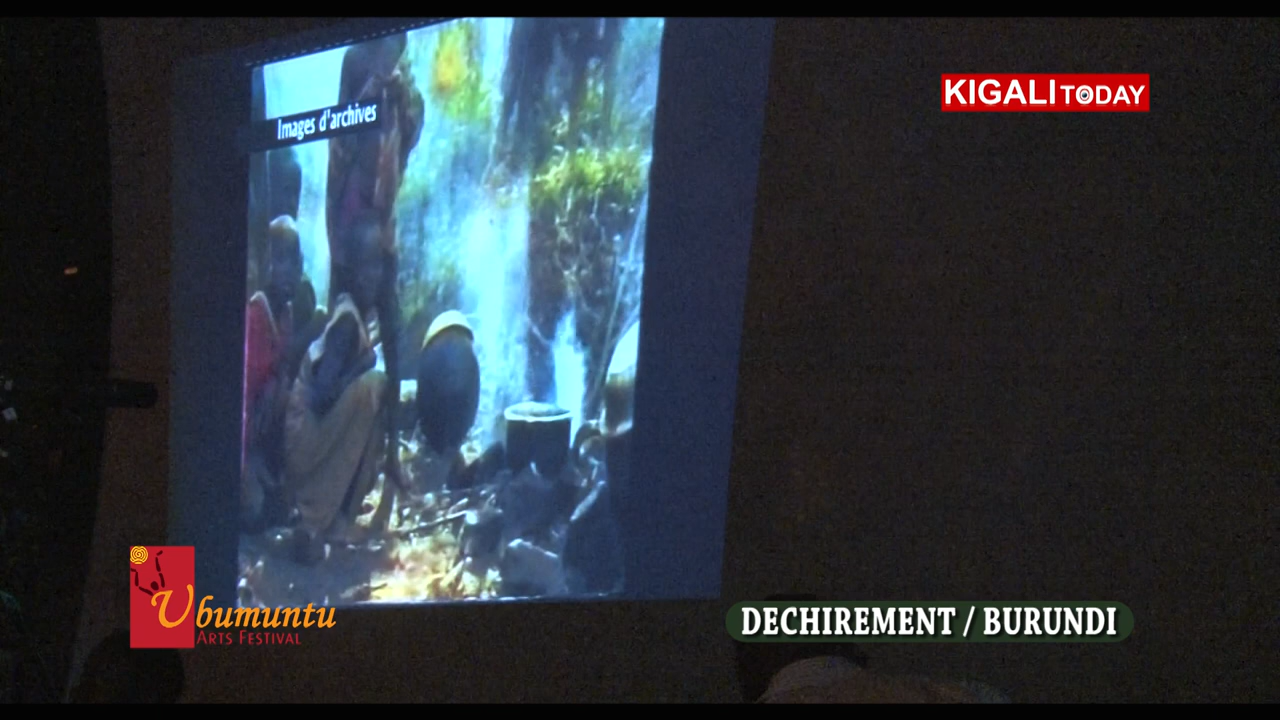 Images d'archives
KIGALI TODAY
Ubumuntu
ARTS FESTIVAL
DECHIREMENT / BURUNDI